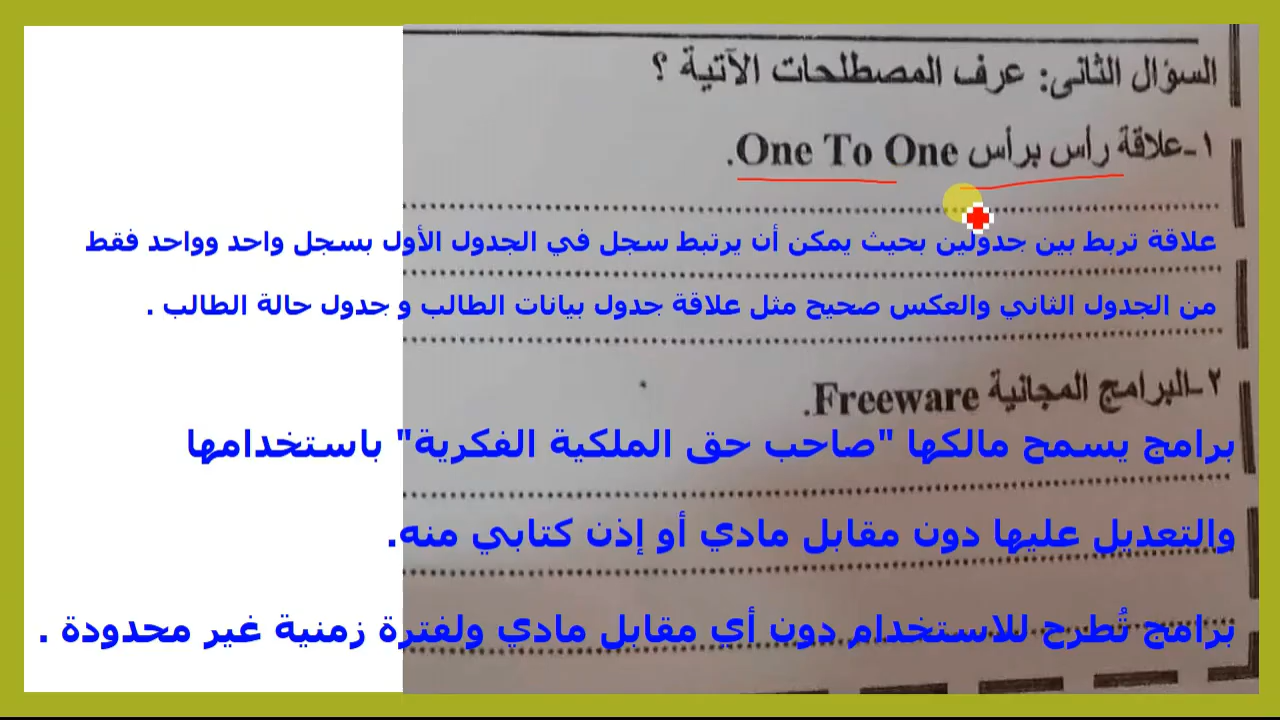 السؤال الثانى: عرف المصطلحات الآتية ؟
١-علاقة رأس برأس One To One.
علاقة تربط بين جدولين بحيث يمكن أن يرتبط سجل في الجدول الأول بسجل واحد وواحد فقط
من الجدول الثاني والعكس صحيح مثل علاقة جدول بيانات الطالب و جدول حالة الطالب .
٢-البرامج المجانية Freeware.
برامج يسمح مالكها "صاحب حق الملكية الفكرية" باستخدامها
والتعديل عليها دون مقابل مادي أو إذن كتابي منه.
برامج تُطرح للاستخدام دون أي مقابل مادي ولفترة زمنية غير محدودة .